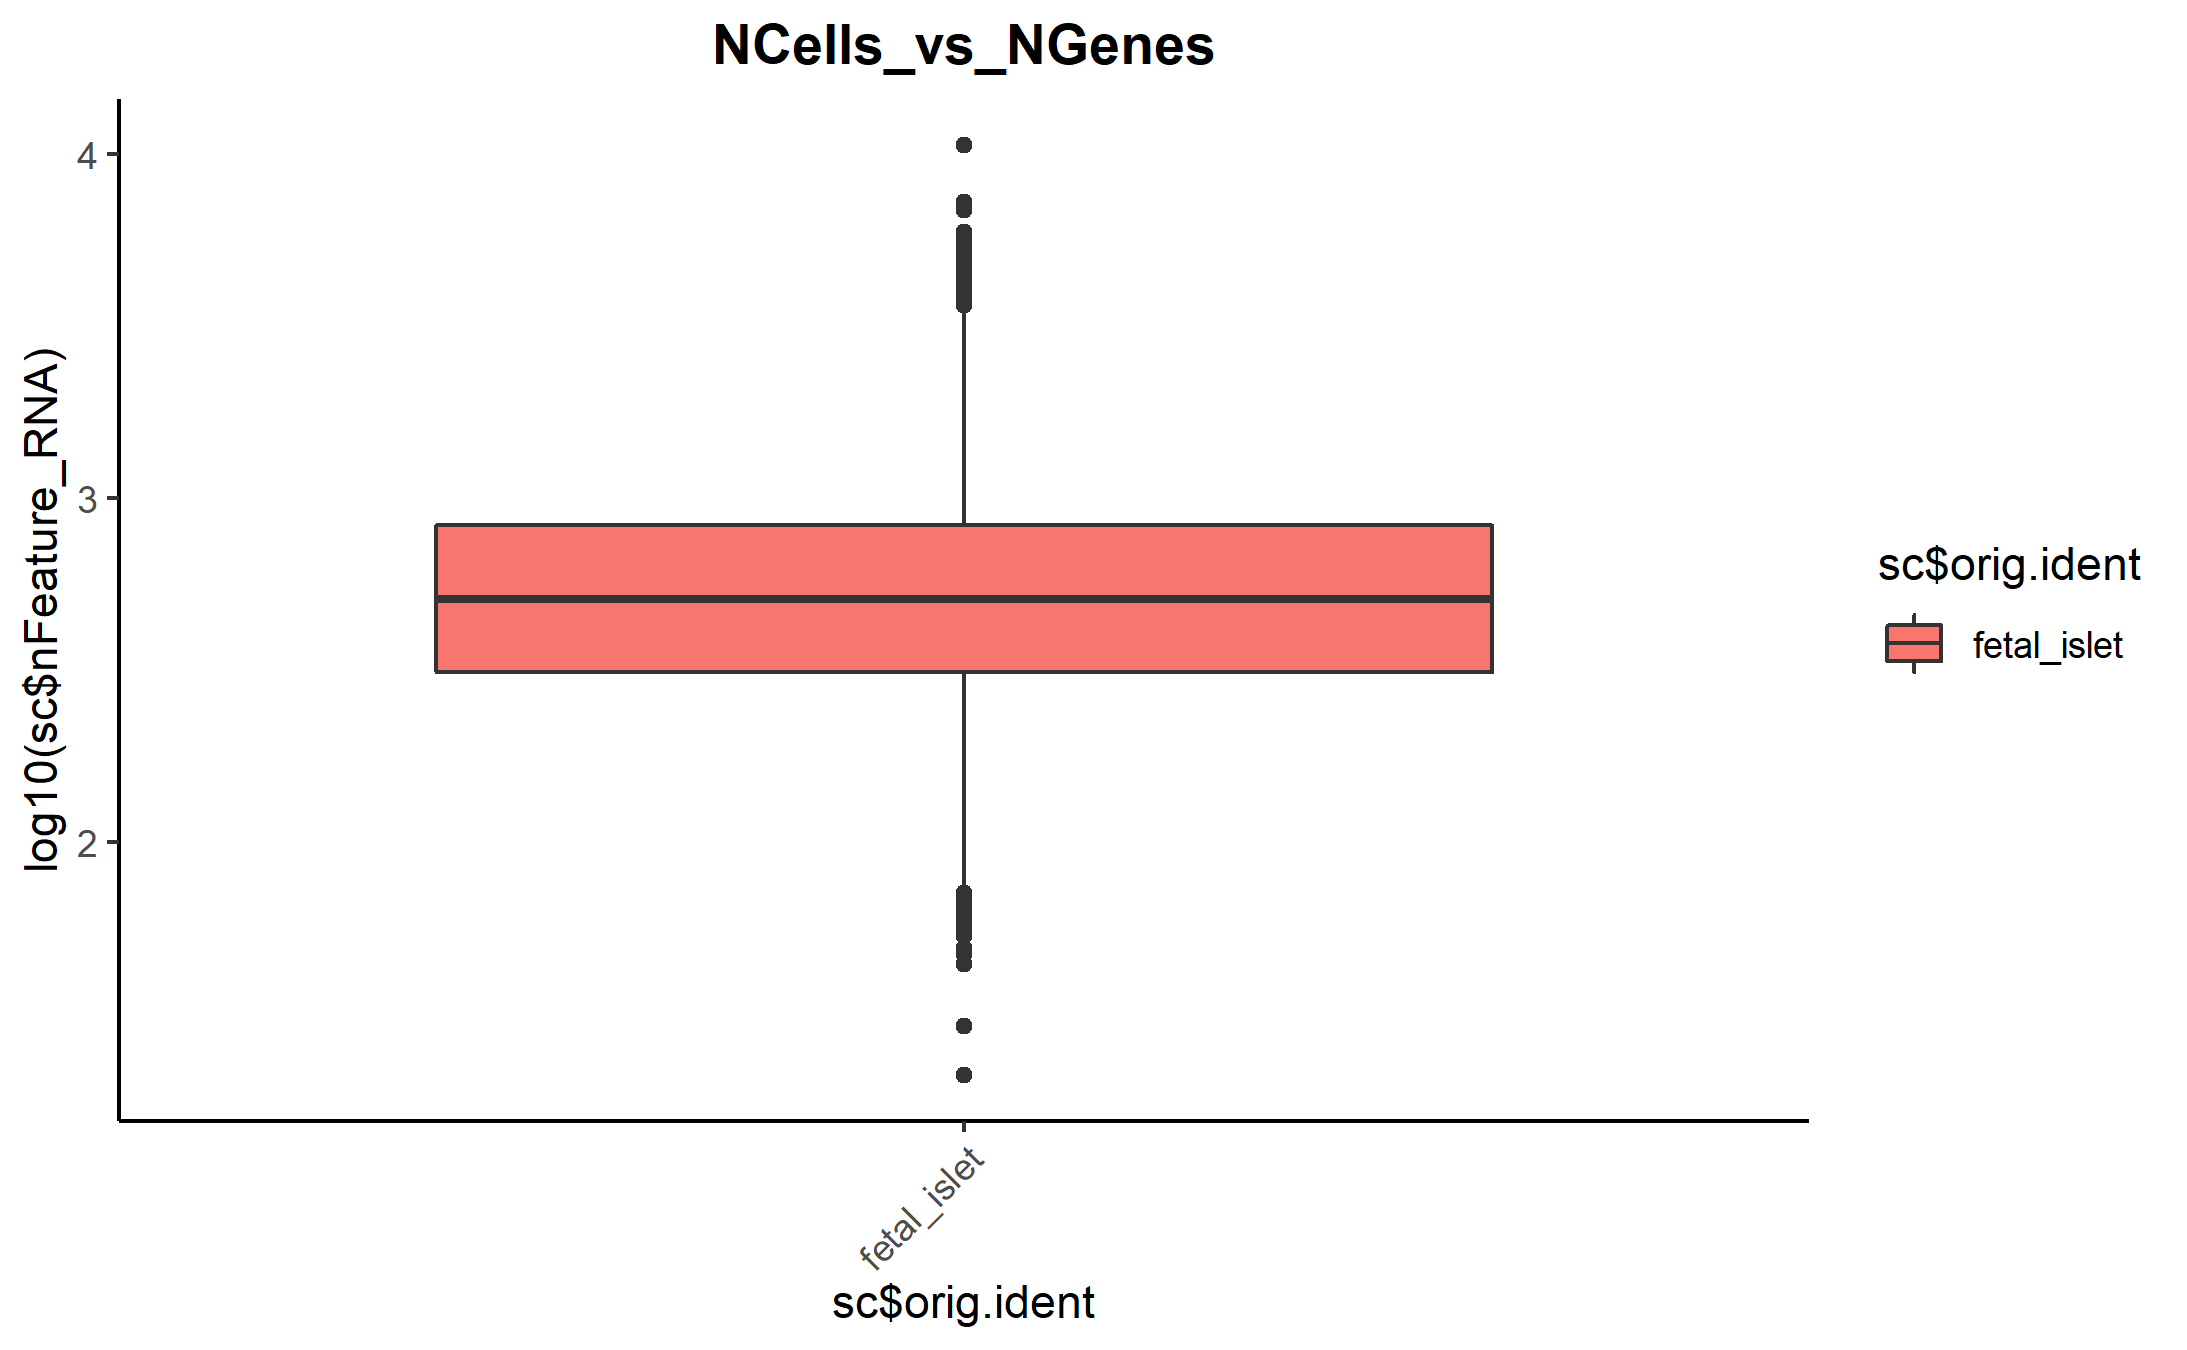 NCells_vs_NGenes
log10(sc$nFeature_RNA)
4
3
2
fetal_islet
sc$orig.ident
sc$orig.ident
fetal_islet